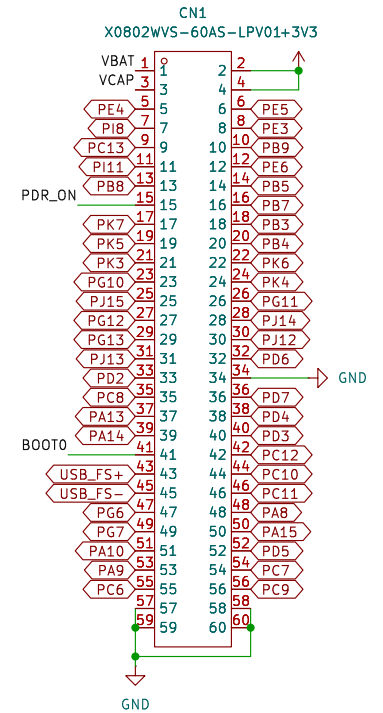 CN1
X0802WVS-60AS-LPV01+3V3
VBAT 1 1 2 2
VCAP 3 3 4 4
PE4 5 5 6 6 PE5
PI8 7 7 8 8 PE3
PC13 9 9 10 10 PB9
PI11 11 11 12 12 PE6
PB8 13 13 14 14 PB5
PDR_ON 15 15 16 16 PB7
PK7 17 17 18 18 PB3
PK5 19 19 20 20 PB4
PK3 21 21 22 22 PK6
PG10 23 23 24 24 PK4
PJ15 25 25 26 26 PG11
PG12 27 27 28 28 PJ14
PG13 29 29 30 30 PJ12
PJ13 31 31 32 32 PD6
PD2 33 33 34 34 GND
PC8 35 35 36 36 PD7
PA13 37 37 38 38 PD4
PA14 39 39 40 40 PD3
BOOT0 41 41 42 42 PC12
USB_FS+ 43 43 44 44 PC10
USB_FS- 45 45 46 46 PC11
PG6 47 47 48 48 PA8
PG7 49 49 50 50 PA15
PA10 51 51 52 52 PD5
PA9 53 53 54 54 PC7
PC6 55 55 56 56 PC9
57 57 58 58
59 59 60 60
GND